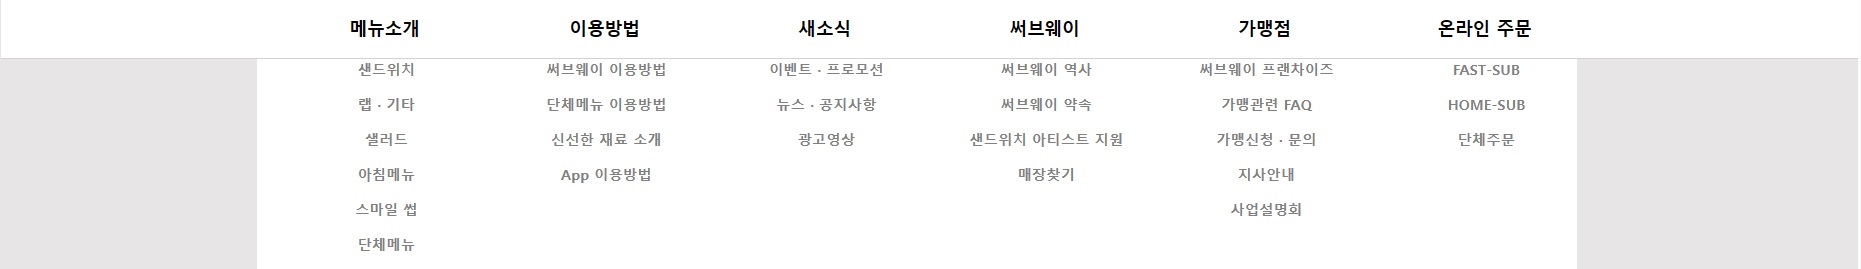 메뉴소개 이용방법 새소식 써브웨이 가맹점 온라인 주문
샌드위치 써브웨이 이용방법 이벤트 · 프로모션 써브웨이 역사 써브웨이 프랜차이즈 FAST-SUB
랩 · 기타 단체메뉴 이용방법 뉴스 · 공지사항 써브웨이 약속 가맹관련 FAQ HOME-SUB
샐러드 신선한 재료 소개 광고영상 샌드위치 아티스트 지원 가맹신청 · 문의 단체주문
아침메뉴 App 이용방법 매장찾기 지사안내
스마일 썹 사업설명회
단체메뉴